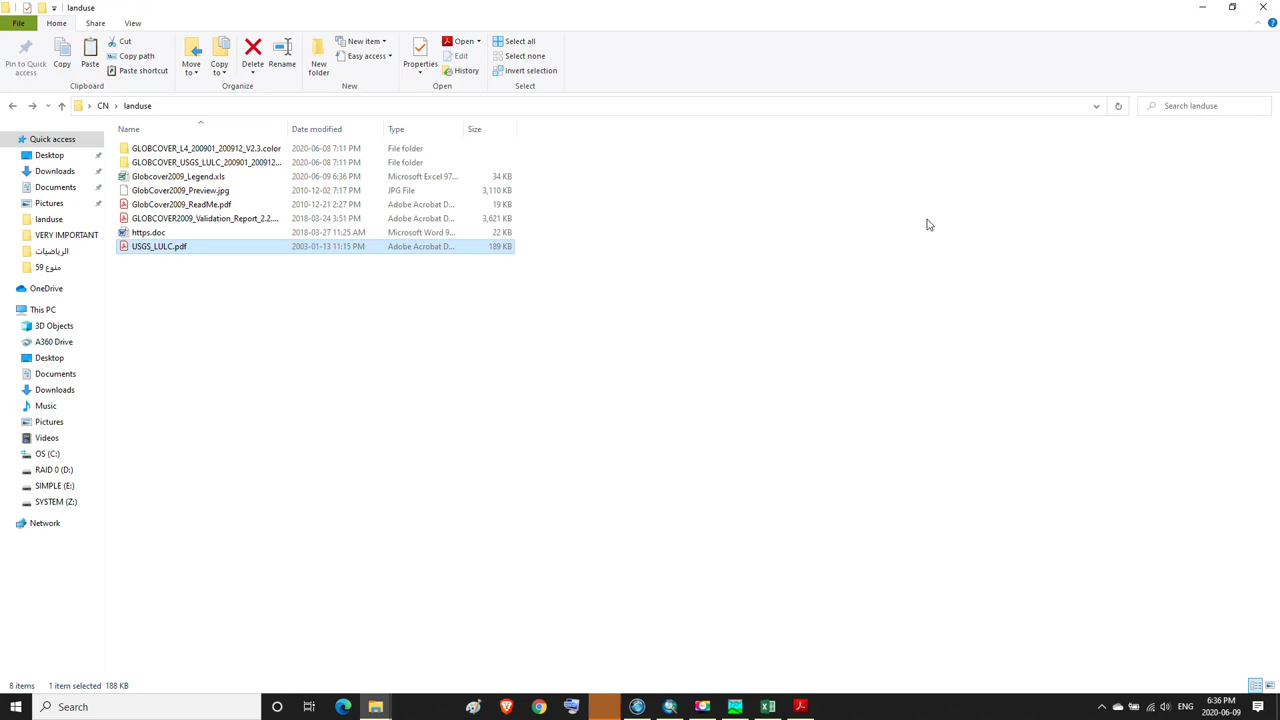 landuse
File Home Share View
Pin to Quick access
Copy
Paste
Cut
Copy path
Paste shortcut
Move to
Copy to
Delete
Rename
New folder
New item
Easy access
Properties
Open
Edit
History
Select all
Select none
Invert selection
Clipboard Organize New Open Select
CN landuse
Search landuse
Name Date modified Type Size
GLOBCOVER_L4_200901_200912_V2.3.color 2020-06-08 7:11 PM File folder
GLOBCOVER_USGS_LULC_200901_200912... 2020-06-08 7:11 PM File folder
Globcover2009_Legend.xls 2020-06-09 6:36 PM Microsoft Excel 97... 34 KB
GlobCover2009_Preview.jpg 2010-12-02 7:17 PM JPG File 3,110 KB
GlobCover2009_ReadMe.pdf 2010-12-21 2:27 PM Adobe Acrobat D... 19 KB
GLOBCOVER2009_Validation_Report_2.2.... 2018-03-24 3:51 PM Adobe Acrobat D... 3,621 KB
https.doc 2018-03-27 11:25 AM Microsoft Word 9... 22 KB
USGS_LULC.pdf 2003-01-13 11:15 PM Adobe Acrobat D... 189 KB
Quick access
Desktop
Downloads
Documents
Pictures
landuse
VERY IMPORTANT
الرياضيات
منوع 59
OneDrive
This PC
3D Objects
A360 Drive
Desktop
Documents
Downloads
Music
Pictures
Videos
OS (C:)
RAID 0 (D:)
SIMPLE (E:)
SYSTEM (Z:)
Network
8 items 1 item selected 188 KB
Search
ENG
6:36 PM
2020-06-09